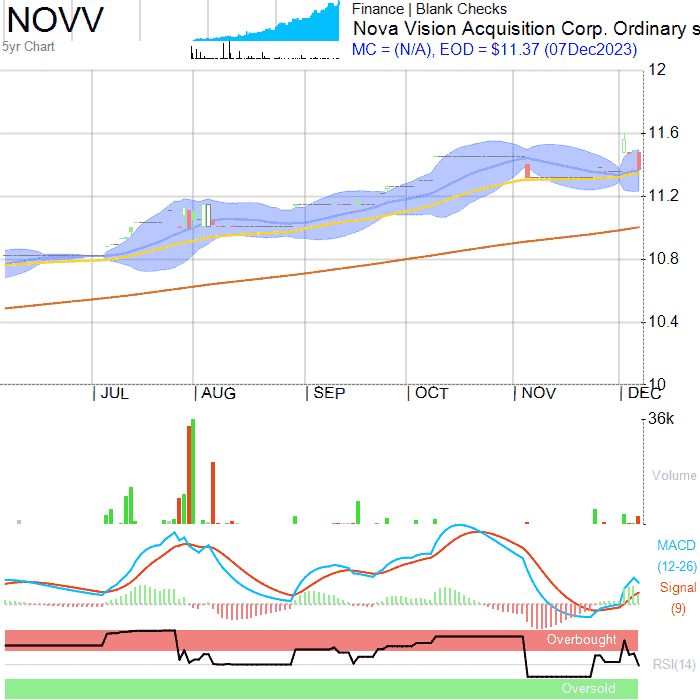 NOVV
5yr Chart
Finance | Blank Checks
Nova Vision Acquisition Corp. Ordinary s
MC = (N/A), EOD = $11.37 (07Dec2023)
12
11.6
11.2
10.8
10.4
10
JUL AUG SEP OCT NOV DEC
36k
Volume
MACD
(12-26)
Signal
(9)
Overbought
RSI(14)
Oversold